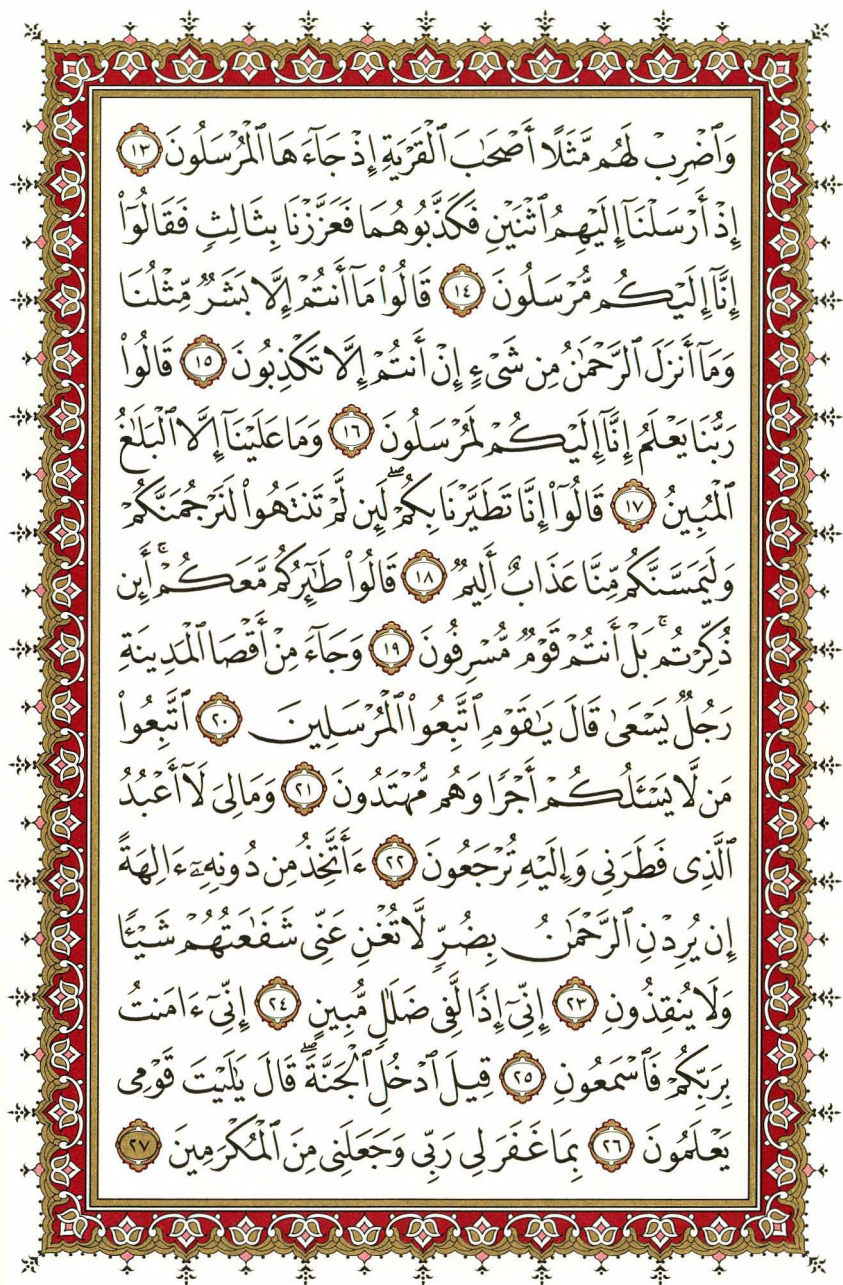 وَٱضْرِبْ لَهُم مَّثَلًا أَصْحَٰبَ ٱلْقَرْيَةِ إِذْ جَآءَهَا ٱلْمُرْسَلُونَ ١٣
إِذْ أَرْسَلْنَآ إِلَيْهِمُ ٱثْنَيْنِ فَكَذَّبُوهُمَا فَعَزَّزْنَا بِثَالِثٍ فَقَالُوٓا۟
إِنَّآ إِلَيْكُم مُّرْسَلُونَ ١٤ قَالُوا۟ مَآ أَنتُمْ إِلَّا بَشَرٌ مِّثْلُنَا
وَمَآ أَنزَلَ ٱلرَّحْمَٰنُ مِن شَىْءٍ إِنْ أَنتُمْ إِلَّا تَكْذِبُونَ ١٥ قَالُوا۟
رَبُّنَا يَعْلَمُ إِنَّآ إِلَيْكُمْ لَمُرْسَلُونَ ١٦ وَمَا عَلَيْنَآ إِلَّا ٱلْبَلَٰغُ
ٱلْمُبِينُ ١٧ قَالُوٓا۟ إِنَّا تَطَيَّرْنَا بِكُمْ ۖ لَئِن لَّمْ تَنتَهُوا۟ لَنَرْجُمَنَّكُمْ
وَلَيَمَسَّنَّكُم مِّنَّا عَذَابٌ أَلِيمٌ ١٨ قَالُوا۟ طَٰٓئِرُكُم مَّعَكُمْ ۚ أَئِن
ذُكِّرْتُم ۚ بَلْ أَنتُمْ قَوْمٌ مُّسْرِفُونَ ١٩ وَجَآءَ مِنْ أَقْصَا ٱلْمَدِينَةِ
رَجُلٌ يَسْعَىٰ قَالَ يَٰقَوْمِ ٱتَّبِعُوا۟ ٱلْمُرْسَلِينَ ٢٠ ٱتَّبِعُوا۟
مَن لَّا يَسْـَٔلُكُمْ أَجْرًا وَهُم مُّهْتَدُونَ ٢١ وَمَا لِىَ لَآ أَعْبُدُ
ٱلَّذِى فَطَرَنِى وَإِلَيْهِ تُرْجَعُونَ ٢٢ ءَأَتَّخِذُ مِن دُونِهِۦٓ ءَالِهَةً
إِن يُرِدْنِ ٱلرَّحْمَٰنُ بِضُرٍّ لَّا تُغْنِ عَنِّى شَفَٰعَتُهُمْ شَيْـًٔا
وَلَا يُنقِذُونِ ٢٣ إِنِّىٓ إِذًا لَّفِى ضَلَٰلٍ مُّبِينٍ ٢٤ إِنِّىٓ ءَامَنتُ
بِرَبِّكُمْ فَٱسْمَعُونِ ٢٥ قِيلَ ٱدْخُلِ ٱلْجَنَّةَ ۖ قَالَ يَٰلَيْتَ قَوْمِى
يَعْلَمُونَ ٢٦ بِمَا غَفَرَ لِى رَبِّى وَجَعَلَنِى مِنَ ٱلْمُكْرَمِينَ ٢٧